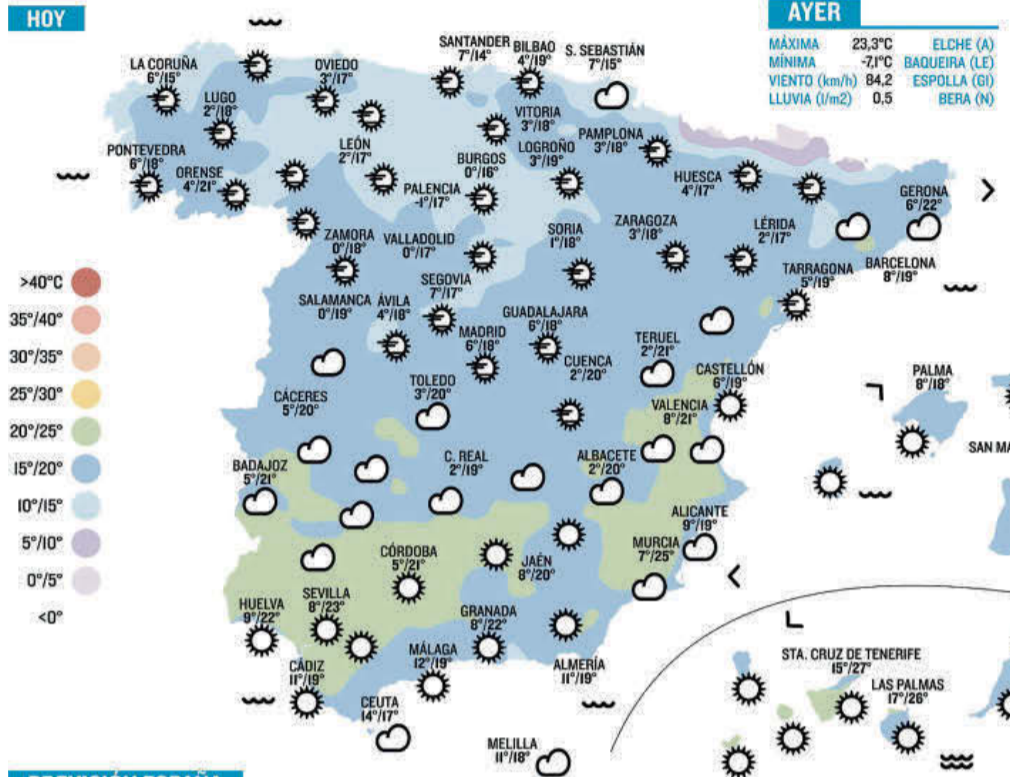 HOY
AYER
MÁXIMA 23,3°C ELCHE (A)
MÍNIMA -7,1°C BAQUEIRA (LE)
VIENTO (km/h) 84,2 ESPOLLA (GI)
LLUVIA (l/m2) 0,5 BERA (N)
LA CORUÑA
6°/15°
LUGO
2°/18°
OVIEDO
3°/17°
SANTANDER
7°/14°
BILBAO
4°/19°
S. SEBASTIÁN
7°/15°
PONTEVEDRA
6°/18°
ORENSE
4°/21°
LEÓN
2°/17°
VITORIA
3°/18°
LOGROÑO
3°/19°
PAMPLONA
3°/18°
BURGOS
0°/16°
PALENCIA
-1°/17°
HUESCA
4°/17°
GERONA
6°/22°
ZAMORA
0°/18°
VALLADOLID
0°/17°
SORIA
1°/18°
ZARAGOZA
3°/18°
LÉRIDA
2°/17°
BARCELONA
8°/19°
TARRAGONA
5°/19°
SEGOVIA
7°/17°
SALAMANCA
0°/19°
ÁVILA
4°/18°
MADRID
6°/18°
GUADALAJARA
6°/18°
CUENCA
2°/20°
TERUEL
2°/21°
CASTELLÓN
6°/19°
VALENCIA
8°/21°
PALMA
8°/18°
SAN MA
CÁCERES
5°/20°
TOLEDO
3°/20°
BADAJOZ
5°/21°
C. REAL
2°/19°
ALBACETE
2°/20°
ALICANTE
9°/19°
MURCIA
7°/25°
CÓRDOBA
5°/21°
JAÉN
8°/20°
HUELVA
9°/22°
SEVILLA
8°/23°
GRANADA
8°/22°
CÁDIZ
11°/19°
MÁLAGA
12°/19°
ALMERÍA
11°/19°
CEUTA
14°/17°
MELILLA
11°/18°
STA. CRUZ DE TENERIFE
15°/27°
LAS PALMAS
17°/26°
>40°C
35°/40°
30°/35°
25°/30°
20°/25°
15°/20°
10°/15°
5°/10°
0°/5°
<0°
PREVISIÓN ESPAÑA